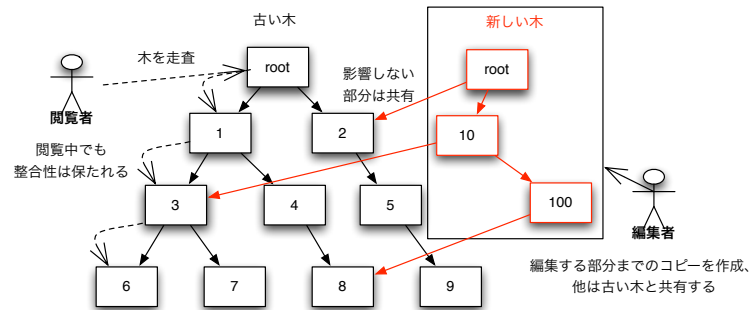 古い木
新しい木
木を走査
root
影響しない
部分は共有
root
閲覧者
1
2
10
閲覧中でも
整合性は保たれる
3
4
5
100
編集者
6
7
8
9
編集する部分までのコピーを作成、
他は古い木と共有する